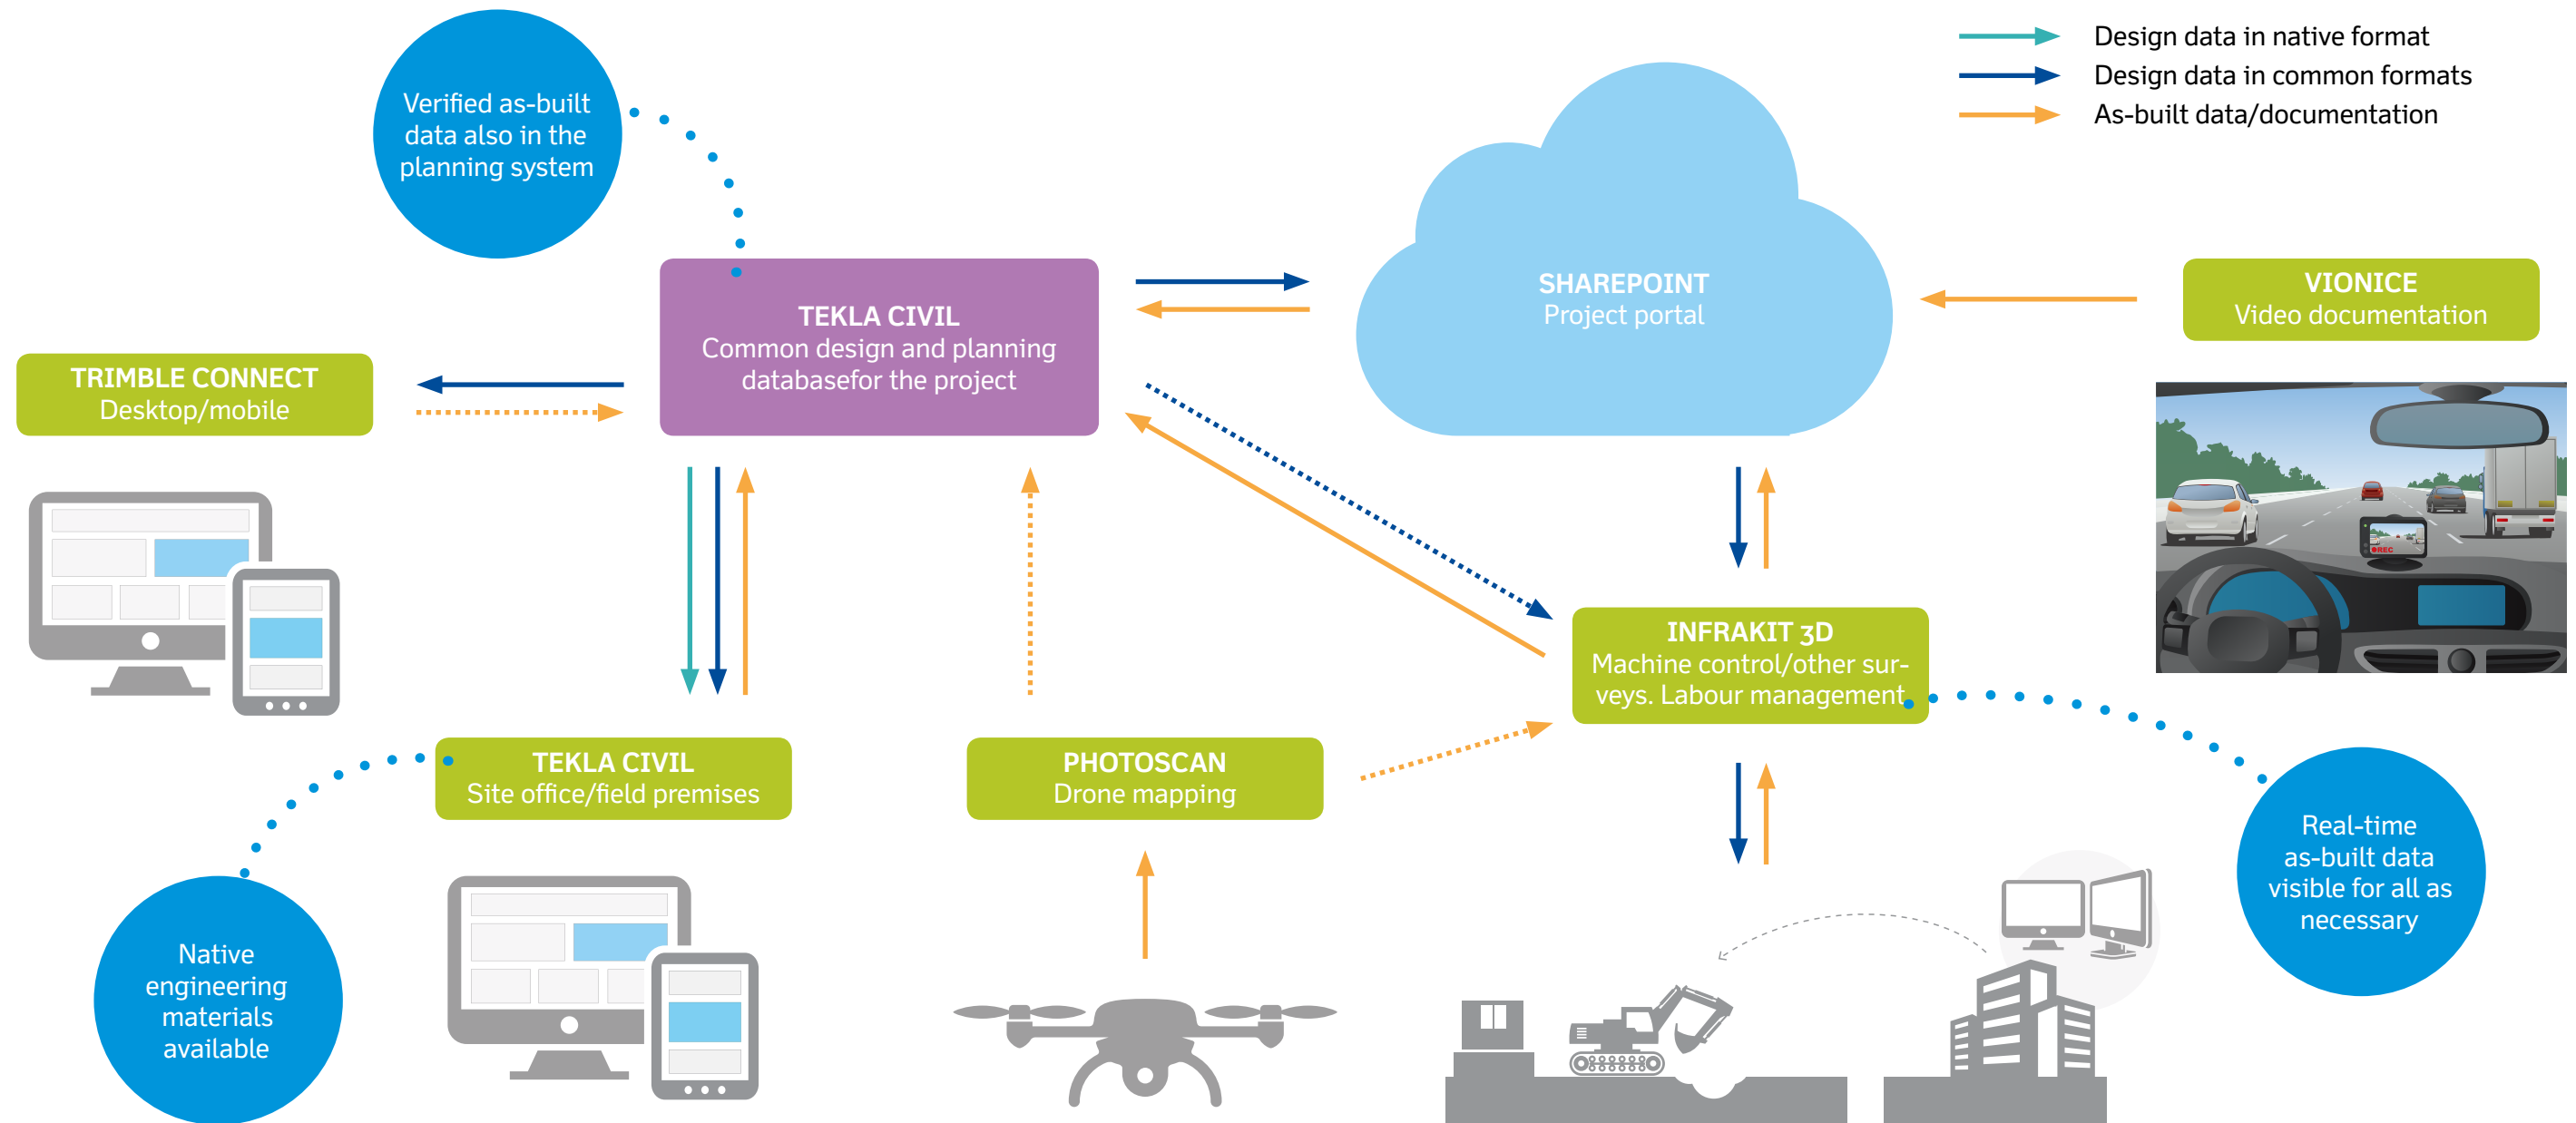 Design data in native format
Design data in common formats
As-built data/documentation
Verified as-built
data also in the
planning system
TEKLA CIVIL
Common design and planning
databasefor the project
SHAREPOINT
Project portal
VIONICE
Video documentation
TRIMBLE CONNECT
Desktop/mobile
REC
INFRAKIT 3D
Machine control/other sur-
veys. Labour management
TEKLA CIVIL
Site office/field premises
PHOTOSCAN
Drone mapping
Real-time
as-built data
visible for all as
necessary
Native
engineering
materials
available